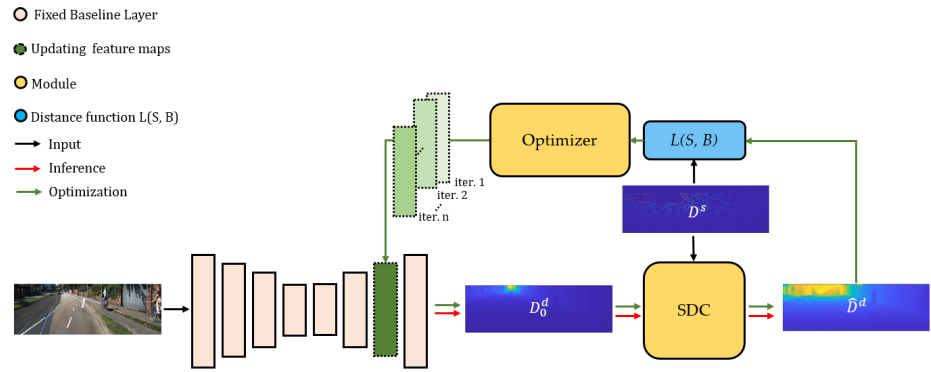 Fixed Baseline Layer
Updating feature maps
Module
Distance function L(S, B)
Input
Inference
Optimization
Optimizer
L(S, B)
iter. 1
iter. 2
iter. n
D^s
D_0^d
SDC
D̂^d